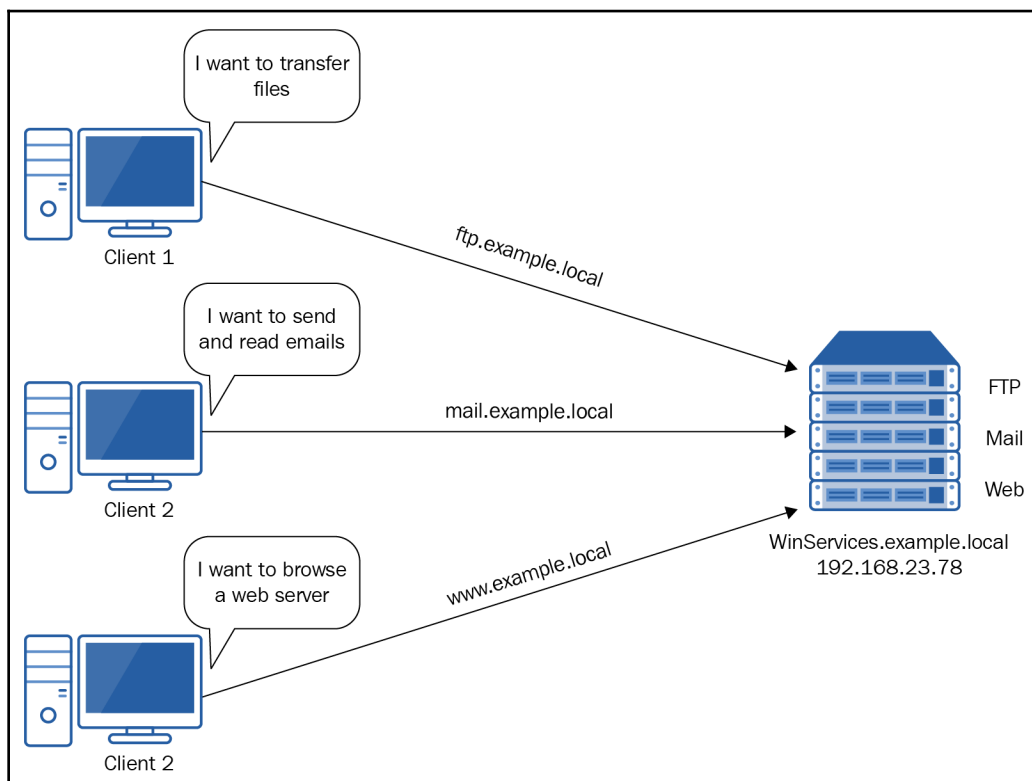 I want to transfer
files
Client 1
ftp.example.local
I want to send
and read emails
mail.example.local
Client 2
I want to browse
a web server
www.example.local
Client 2
FTP
Mail
Web
WinServices.example.local
192.168.23.78